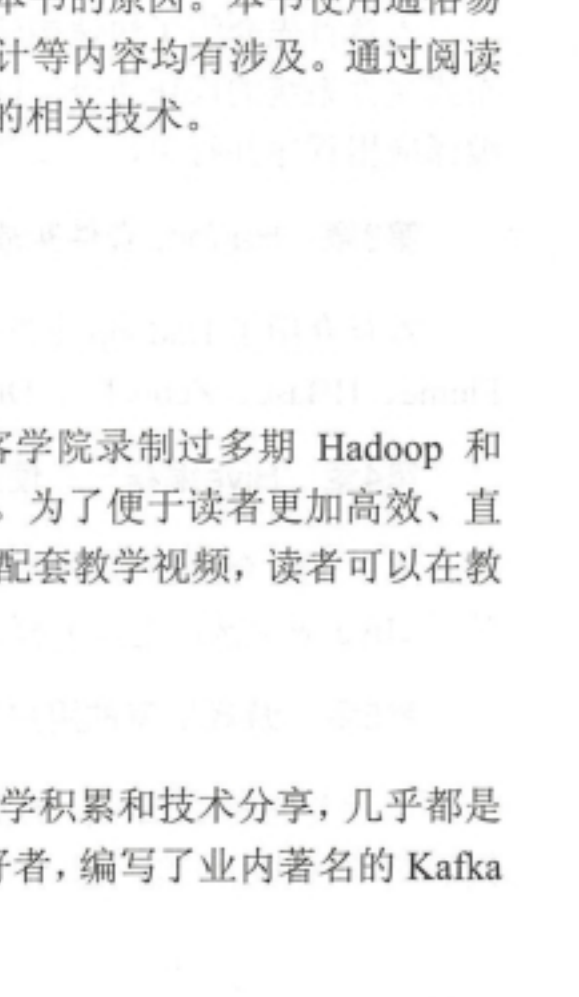 本书的原因。本书使用通俗易
计等内容均有涉及。通过阅读
的相关技术。
客学院录制过多期 Hadoop 和
。为了便于读者更加高效、直
配套教学视频，读者可以在教
学积累和技术分享，几乎都是
好者，编写了业内著名的 Kafka